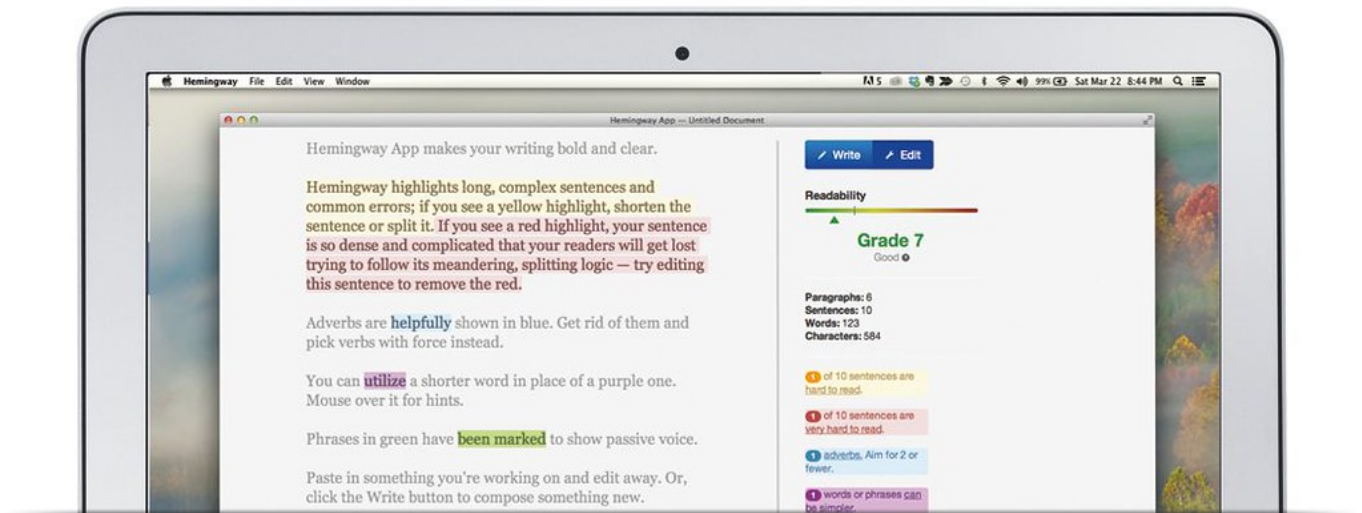 Hemingway File Edit View Window
5 99% Sat Mar 22 8:44 PM
Hemingway App — Untitled Document
Hemingway App makes your writing bold and clear.
Hemingway highlights long, complex sentences and
common errors; if you see a yellow highlight, shorten the
sentence or split it. If you see a red highlight, your sentence
is so dense and complicated that your readers will get lost
trying to follow its meandering, splitting logic — try editing
this sentence to remove the red.
Adverbs are helpfully shown in blue. Get rid of them and
pick verbs with force instead.
You can utilize a shorter word in place of a purple one.
Mouse over it for hints.
Phrases in green have been marked to show passive voice.
Paste in something you're working on and edit away. Or,
click the Write button to compose something new.
Write Edit
Readability
Grade 7
Good
Paragraphs: 6
Sentences: 10
Words: 123
Characters: 584
1 of 10 sentences are
hard to read.
1 of 10 sentences are
very hard to read.
1 adverbs. Aim for 2 or
fewer.
1 words or phrases can
be simpler.